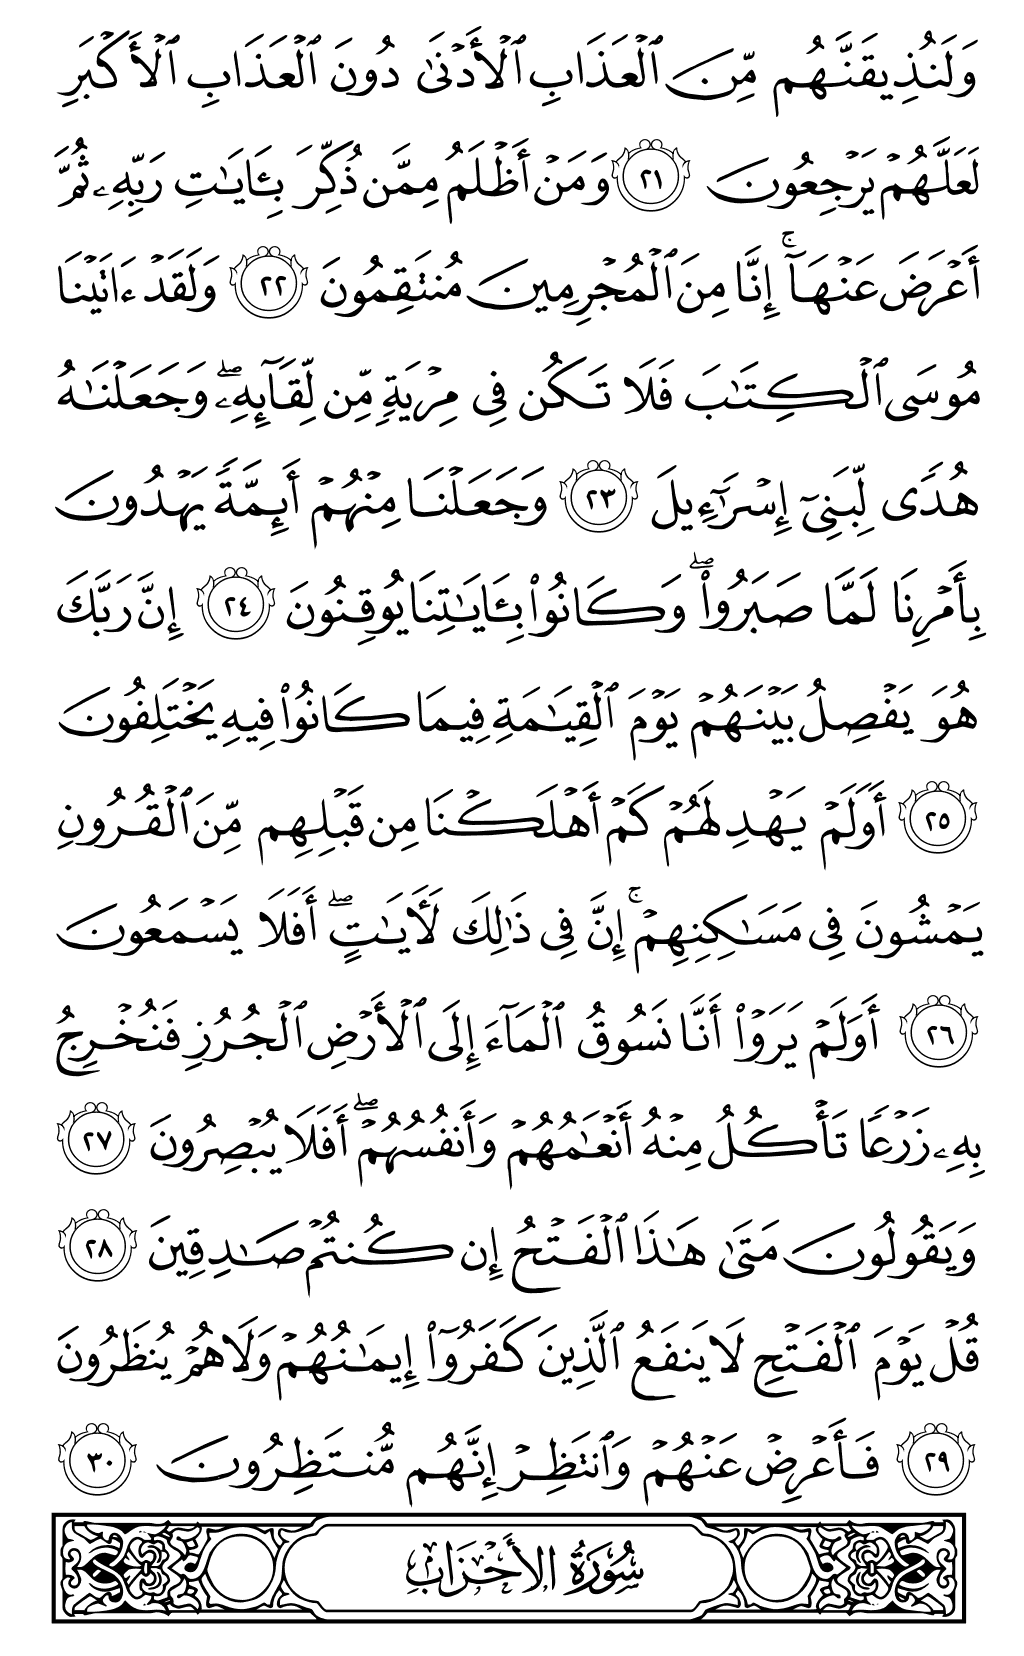 وَلَنُذِيقَنَّهُم مِّنَ ٱلۡعَذَابِ ٱلۡأَدۡنَىٰ دُونَ ٱلۡعَذَابِ ٱلۡأَكۡبَرِ
لَعَلَّهُمۡ يَرۡجِعُونَ ٢١ وَمَنۡ أَظۡلَمُ مِمَّن ذُكِّرَ بِـَٔايَٰتِ رَبِّهِۦ ثُمَّ
أَعۡرَضَ عَنۡهَآۚ إِنَّا مِنَ ٱلۡمُجۡرِمِينَ مُنتَقِمُونَ ٢٢ وَلَقَدۡ ءَاتَيۡنَا
مُوسَى ٱلۡكِتَٰبَ فَلَا تَكُن فِي مِرۡيَةٖ مِّن لِّقَآئِهِۦۖ وَجَعَلۡنَٰهُ
هُدٗى لِّبَنِيٓ إِسۡرَٰٓءِيلَ ٢٣ وَجَعَلۡنَا مِنۡهُمۡ أَئِمَّةٗ يَهۡدُونَ
بِأَمۡرِنَا لَمَّا صَبَرُواْۖ وَكَانُواْ بِـَٔايَٰتِنَا يُوقِنُونَ ٢٤ إِنَّ رَبَّكَ
هُوَ يَفۡصِلُ بَيۡنَهُمۡ يَوۡمَ ٱلۡقِيَٰمَةِ فِيمَا كَانُواْ فِيهِ يَخۡتَلِفُونَ
٢٥ أَوَلَمۡ يَهۡدِ لَهُمۡ كَمۡ أَهۡلَكۡنَا مِن قَبۡلِهِم مِّنَ ٱلۡقُرُونِ
يَمۡشُونَ فِي مَسَٰكِنِهِمۡۚ إِنَّ فِي ذَٰلِكَ لَأٓيَٰتٍۖ أَفَلَا يَسۡمَعُونَ
٢٦ أَوَلَمۡ يَرَوۡاْ أَنَّا نَسُوقُ ٱلۡمَآءَ إِلَى ٱلۡأَرۡضِ ٱلۡجُرُزِ فَنُخۡرِجُ
بِهِۦ زَرۡعٗا تَأۡكُلُ مِنۡهُ أَنۡعَٰمُهُمۡ وَأَنفُسُهُمۡۖ أَفَلَا يُبۡصِرُونَ ٢٧
وَيَقُولُونَ مَتَىٰ هَٰذَا ٱلۡفَتۡحُ إِن كُنتُمۡ صَٰدِقِينَ ٢٨
قُلۡ يَوۡمَ ٱلۡفَتۡحِ لَا يَنفَعُ ٱلَّذِينَ كَفَرُوٓاْ إِيمَٰنُهُمۡ وَلَا هُمۡ يُنظَرُونَ
٢٩ فَأَعۡرِضۡ عَنۡهُمۡ وَٱنتَظِرۡ إِنَّهُم مُّنتَظِرُونَ ٣٠
سُورَةُ الأَحۡزَابِ